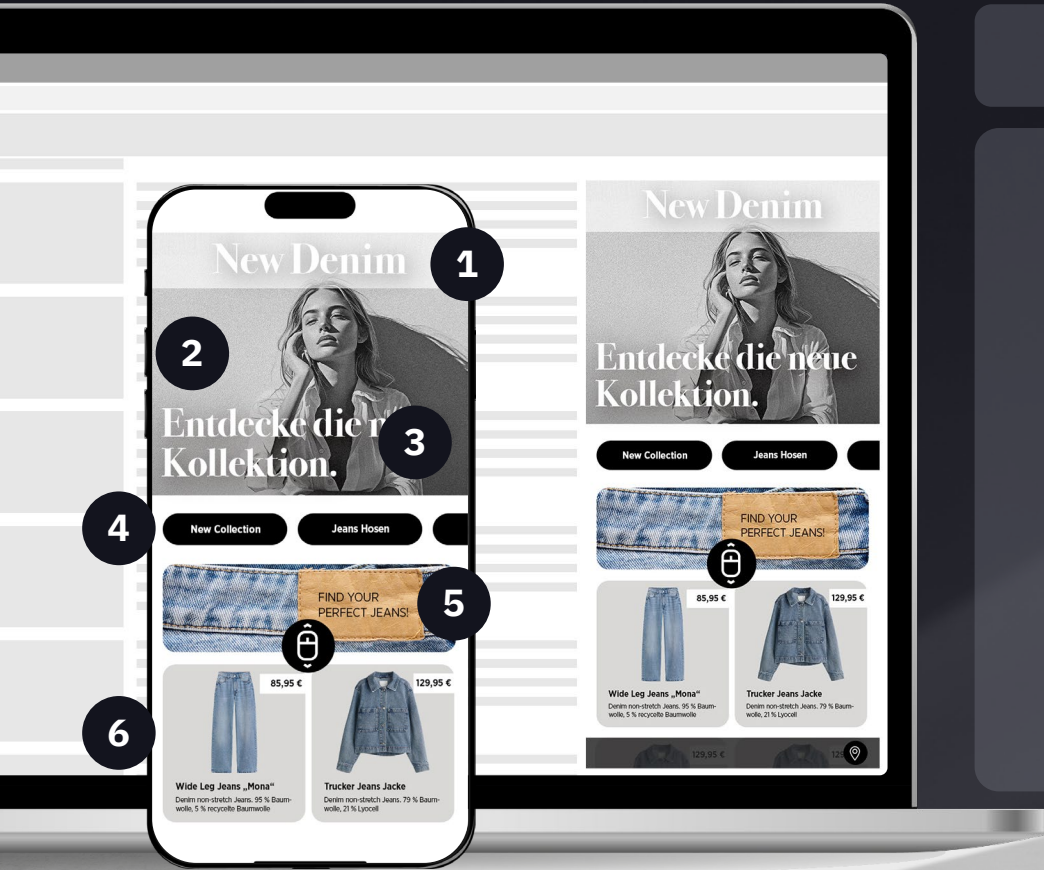 New Denim
1
2
Entdecke die n
Kollektion.
3
4
New Collection
Jeans Hosen
FIND YOUR
PERFECT JEANS!
5
6
85,95 €
129,95 €
Wide Leg Jeans „Mona“
Denim non-stretch Jeans. 95 % Baum-
wolle, 5 % recycelte Baumwolle
Trucker Jeans Jacke
Denim non-stretch Jeans. 79 % Baum-
wolle, 21 % Lyocell
New Denim
Entdecke die neue
Kollektion.
New Collection
Jeans Hosen
FIND YOUR
PERFECT JEANS!
85,95 €
129,95 €
Wide Leg Jeans „Mona“
Denim non-stretch Jeans. 95 % Baum-
wolle, 5 % recycelte Baumwolle
Trucker Jeans Jacke
Denim non-stretch Jeans. 79 % Baum-
wolle, 21 % Lyocell
129,95 €
129,95 €